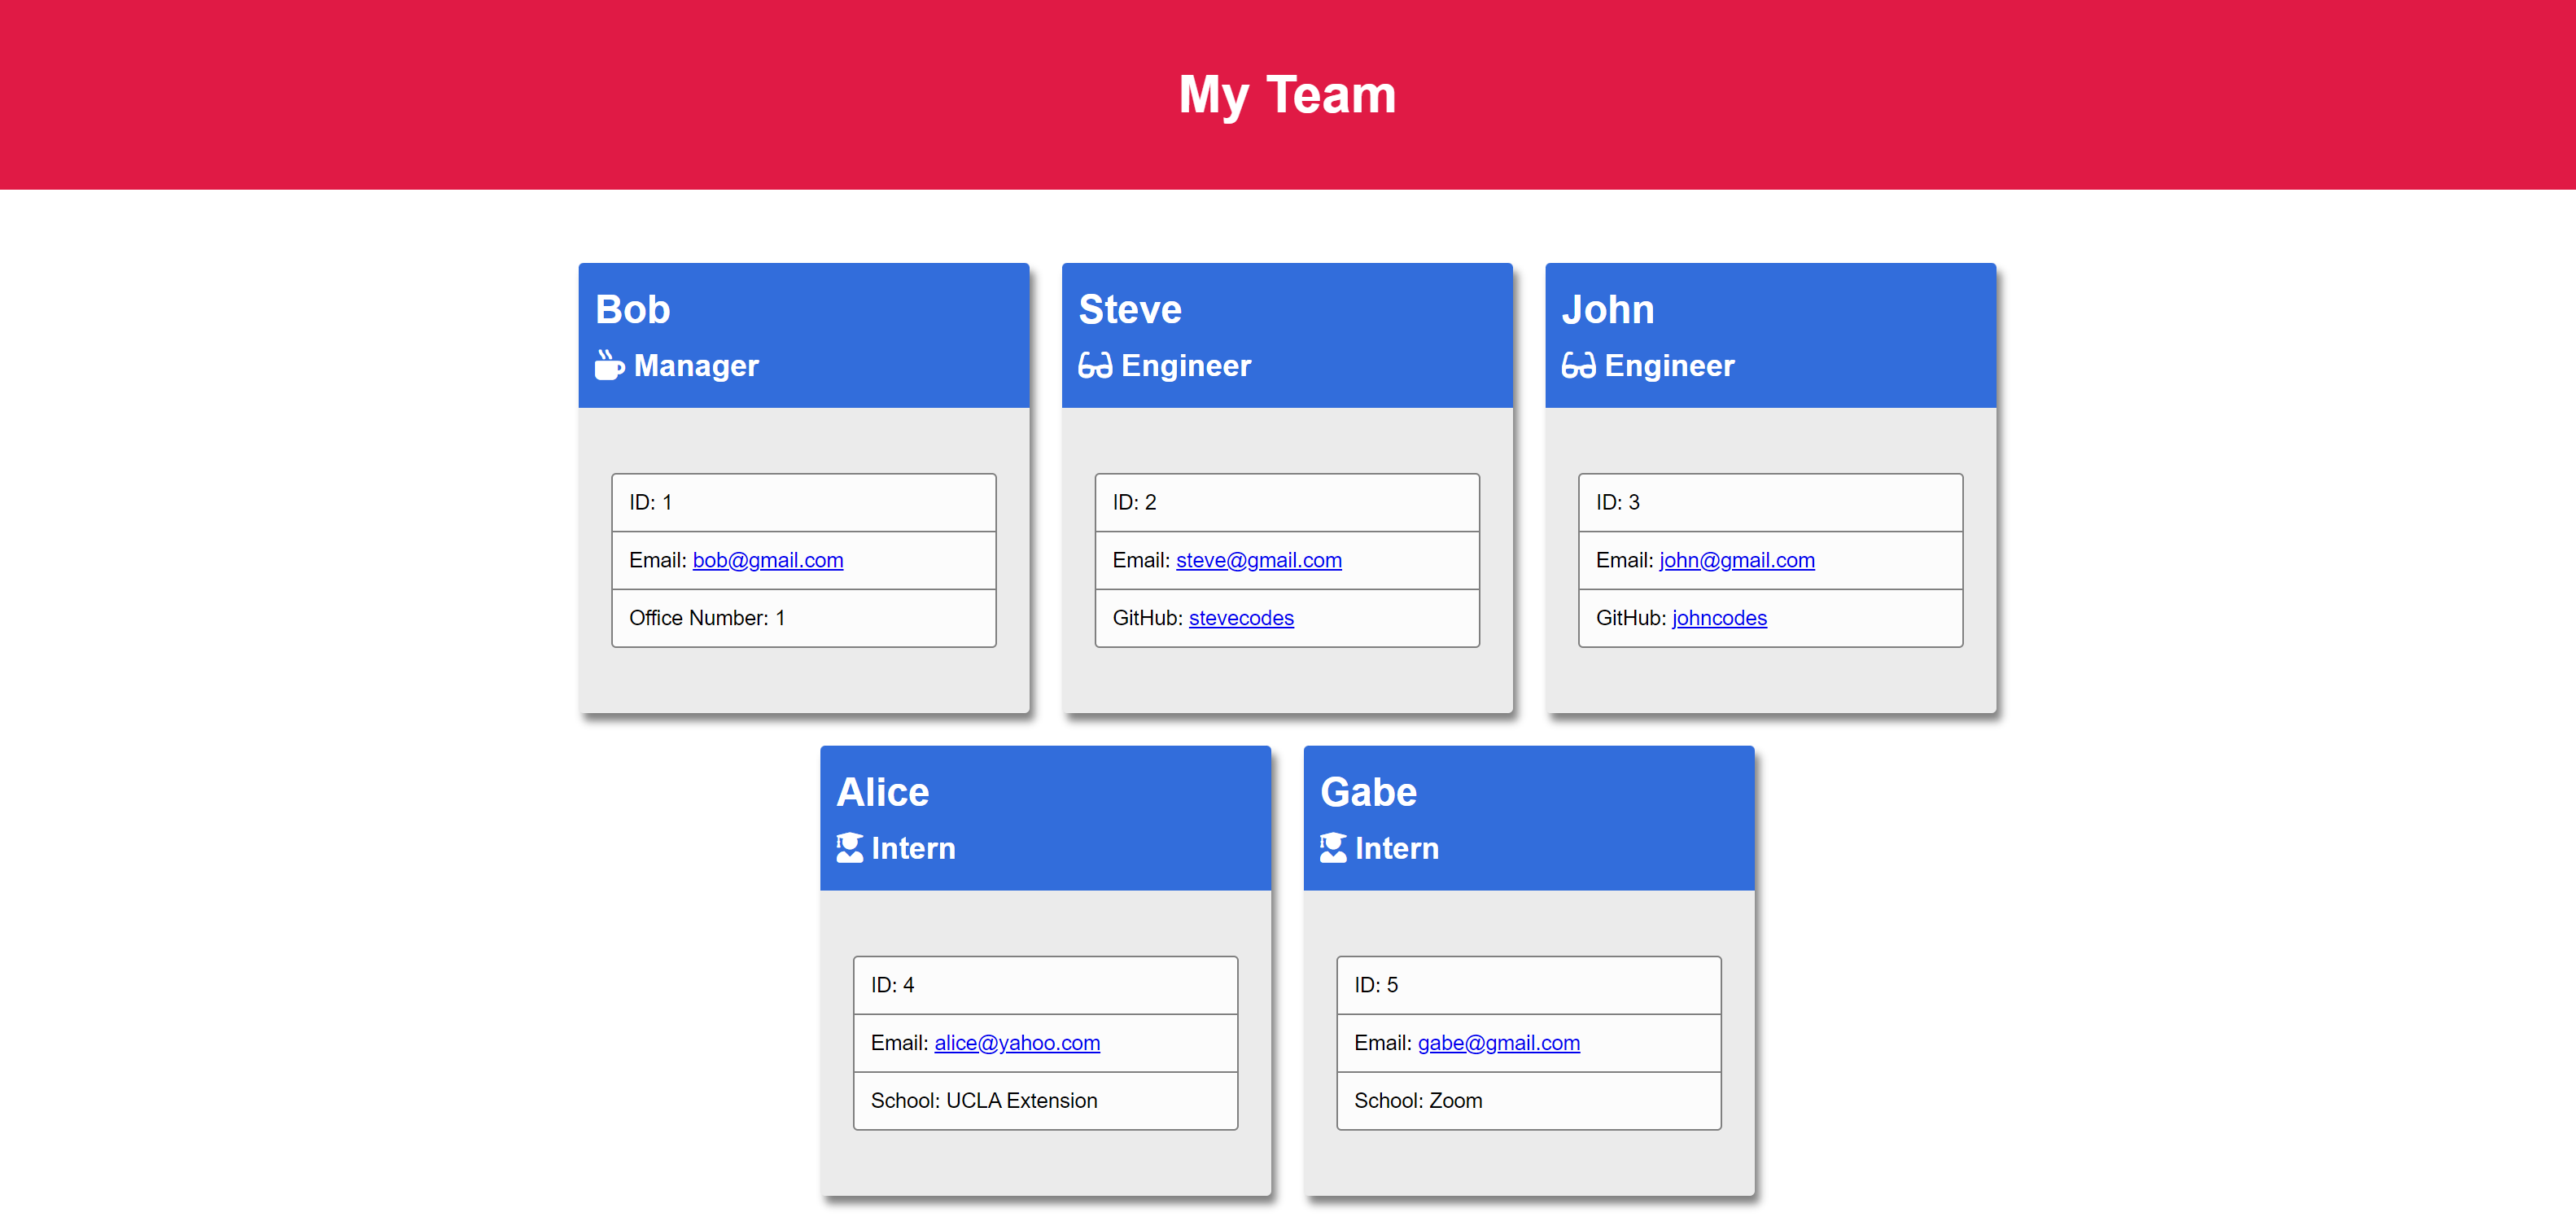 My Team
Bob
Manager
ID: 1
Email: bob@gmail.com
Office Number: 1
Steve
Engineer
ID: 2
Email: steve@gmail.com
GitHub: stevecodes
John
Engineer
ID: 3
Email: john@gmail.com
GitHub: johncodes
Alice
Intern
ID: 4
Email: alice@yahoo.com
School: UCLA Extension
Gabe
Intern
ID: 5
Email: gabe@gmail.com
School: Zoom